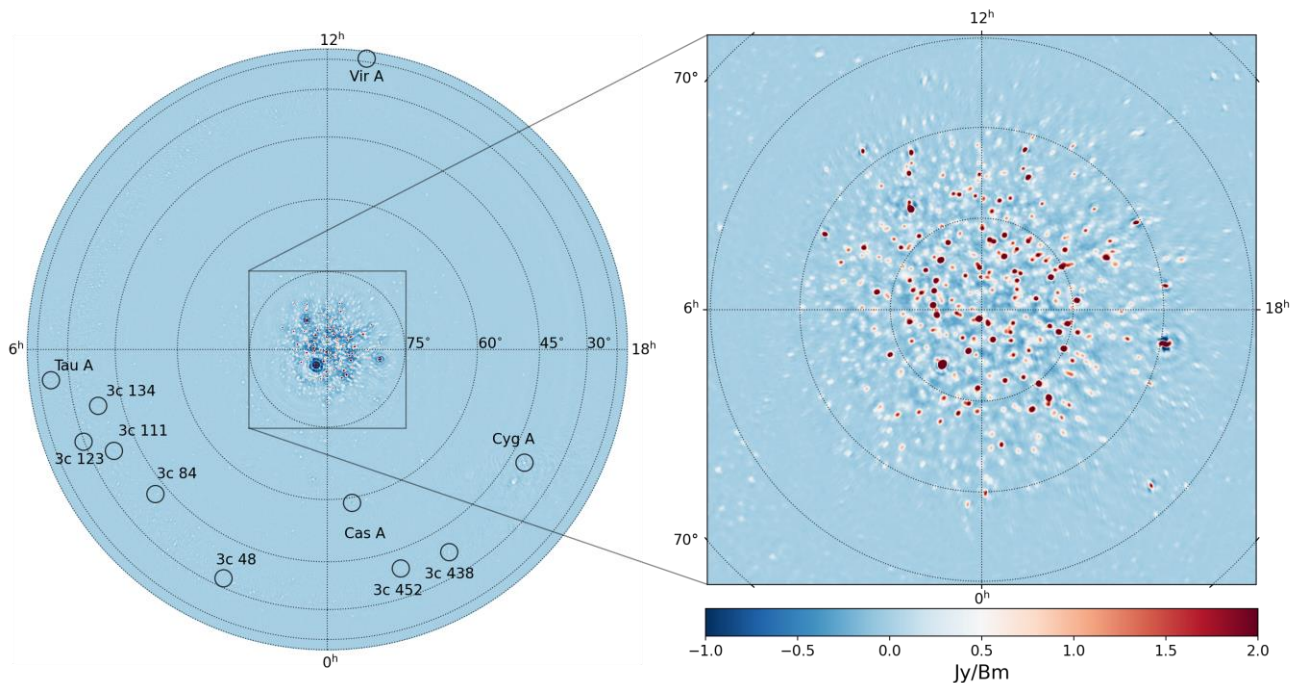 12h
Vir A
6h
75°
60°
45°
30°
18h
Tau A
3c 134
3c 111
3c 123
3c 84
Cyg A
Cas A
3c 48
3c 438
3c 452
0h
12h
70°
6h
18h
70°
0h
−1.0
−0.5
0.0
0.5
1.0
1.5
2.0
Jy/Bm